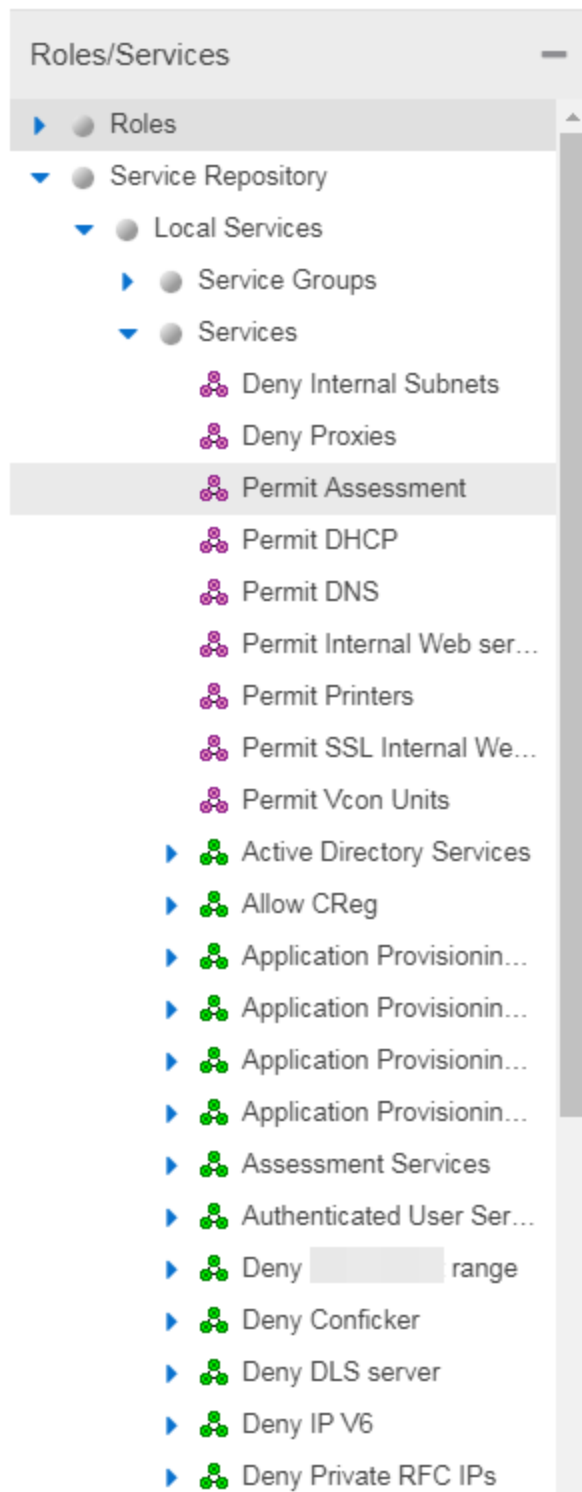 Roles/Services
Roles
Service Repository
Local Services
Service Groups
Services
Deny Internal Subnets
Deny Proxies
Permit Assessment
Permit DHCP
Permit DNS
Permit Internal Web ser...
Permit Printers
Permit SSL Internal We...
Permit Vcon Units
Active Directory Services
Allow CReg
Application Provisionin...
Application Provisionin...
Application Provisionin...
Application Provisionin...
Assessment Services
Authenticated User Ser...
Deny range
Deny Conficker
Deny DLS server
Deny IP V6
Deny Private RFC IPs